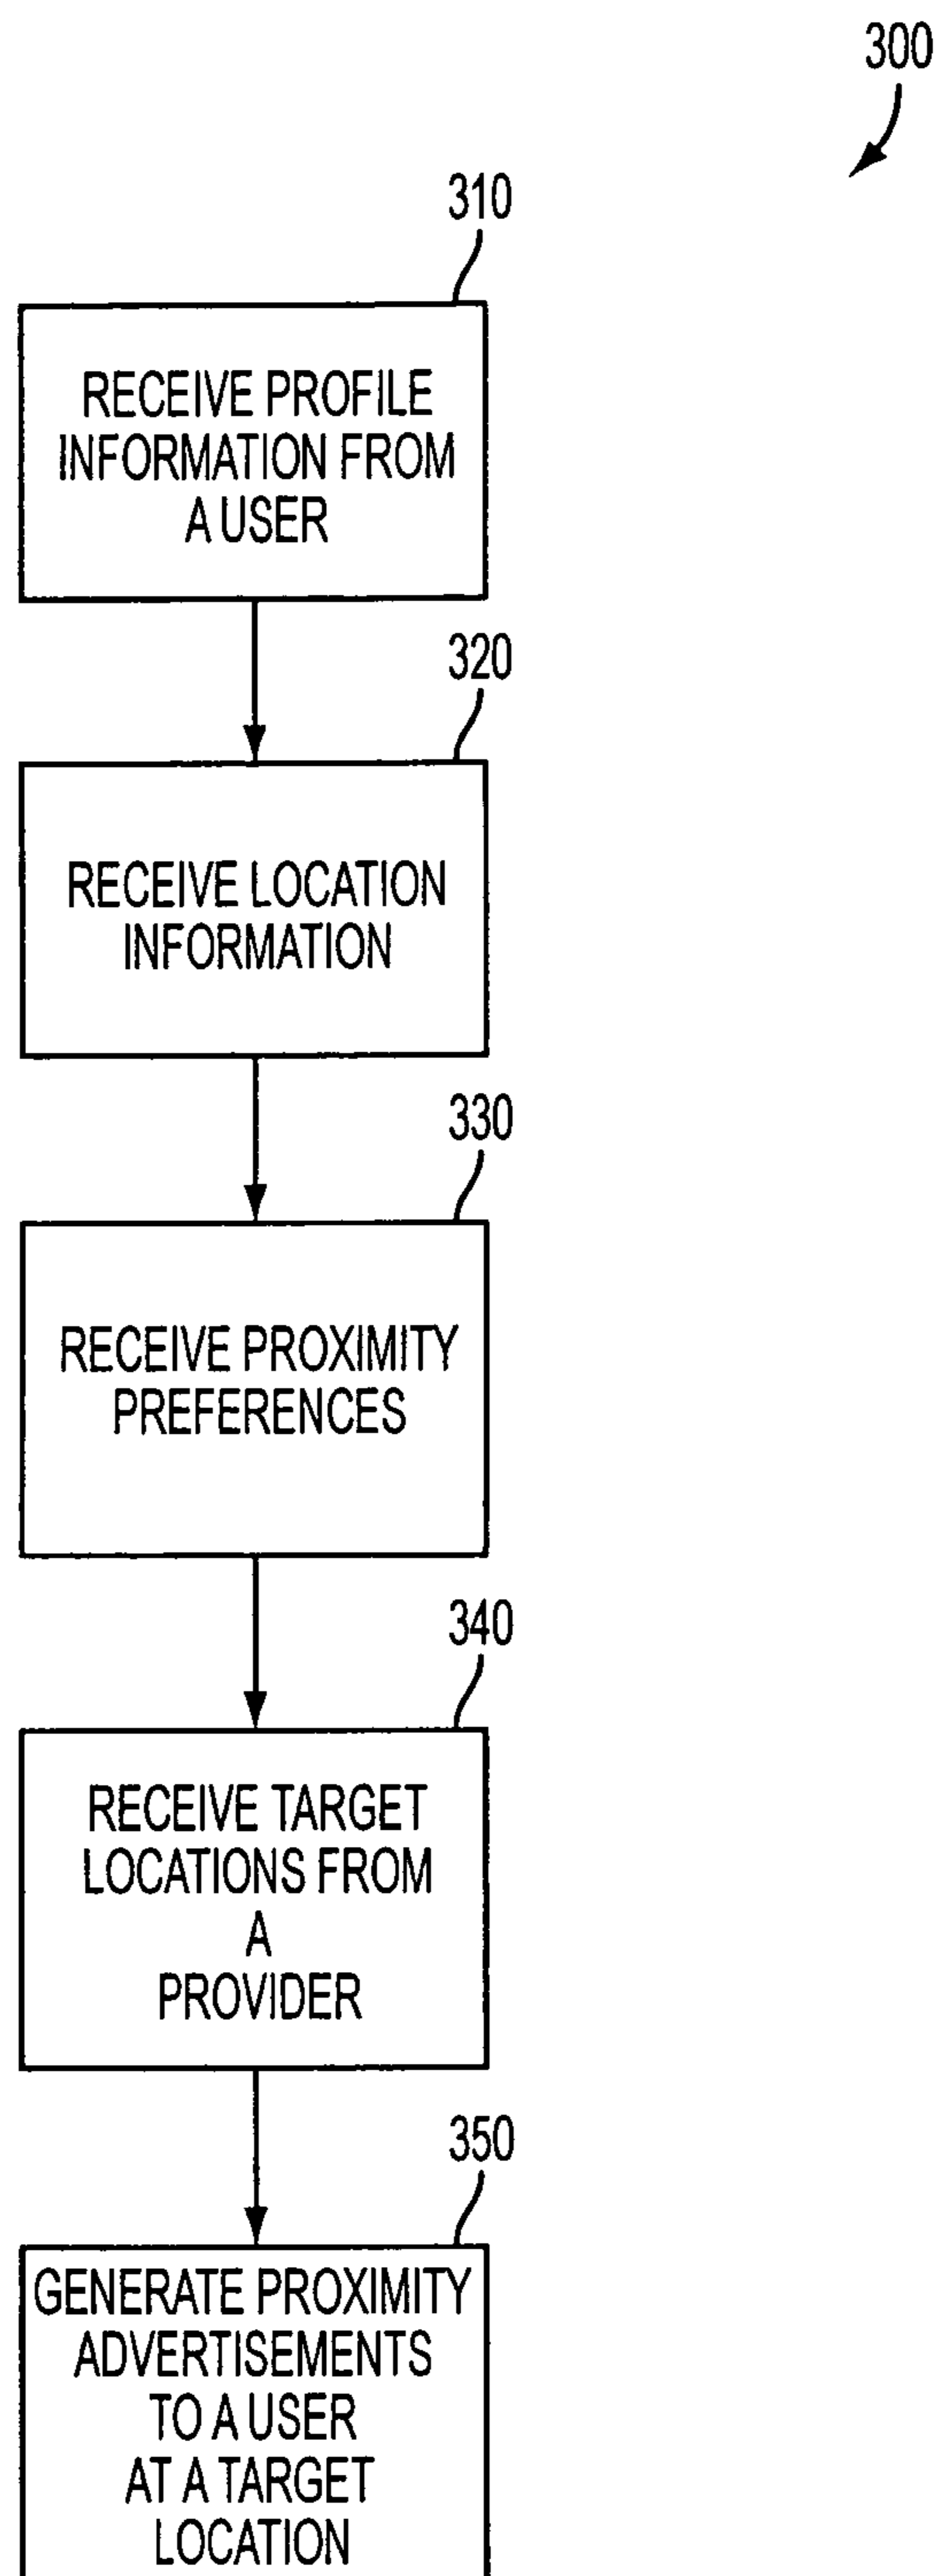 300
310
RECEIVE PROFILE
INFORMATION FROM
A USER
320
RECEIVE LOCATION
INFORMATION
330
RECEIVE PROXIMITY
PREFERENCES
340
RECEIVE TARGET
LOCATIONS FROM
A
PROVIDER
350
GENERATE PROXIMITY
ADVERTISEMENTS
TO A USER
AT A TARGET
LOCATION